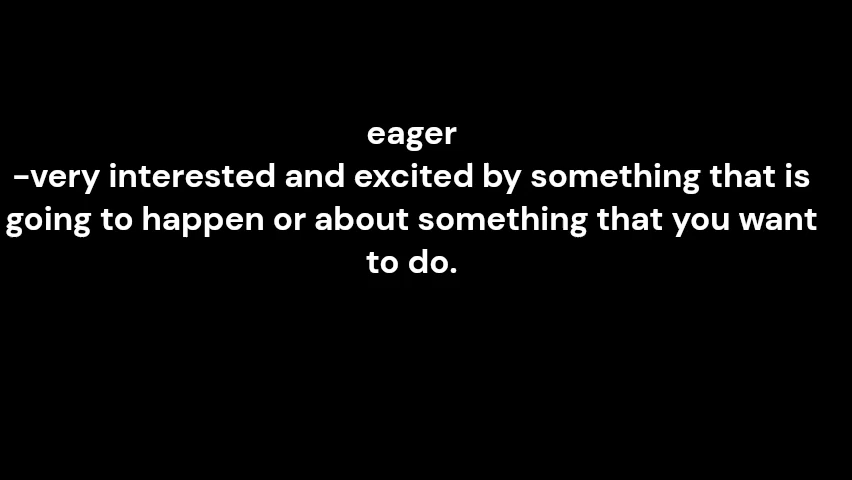 eager
-very interested and excited by something that is
going to happen or about something that you want
to do.